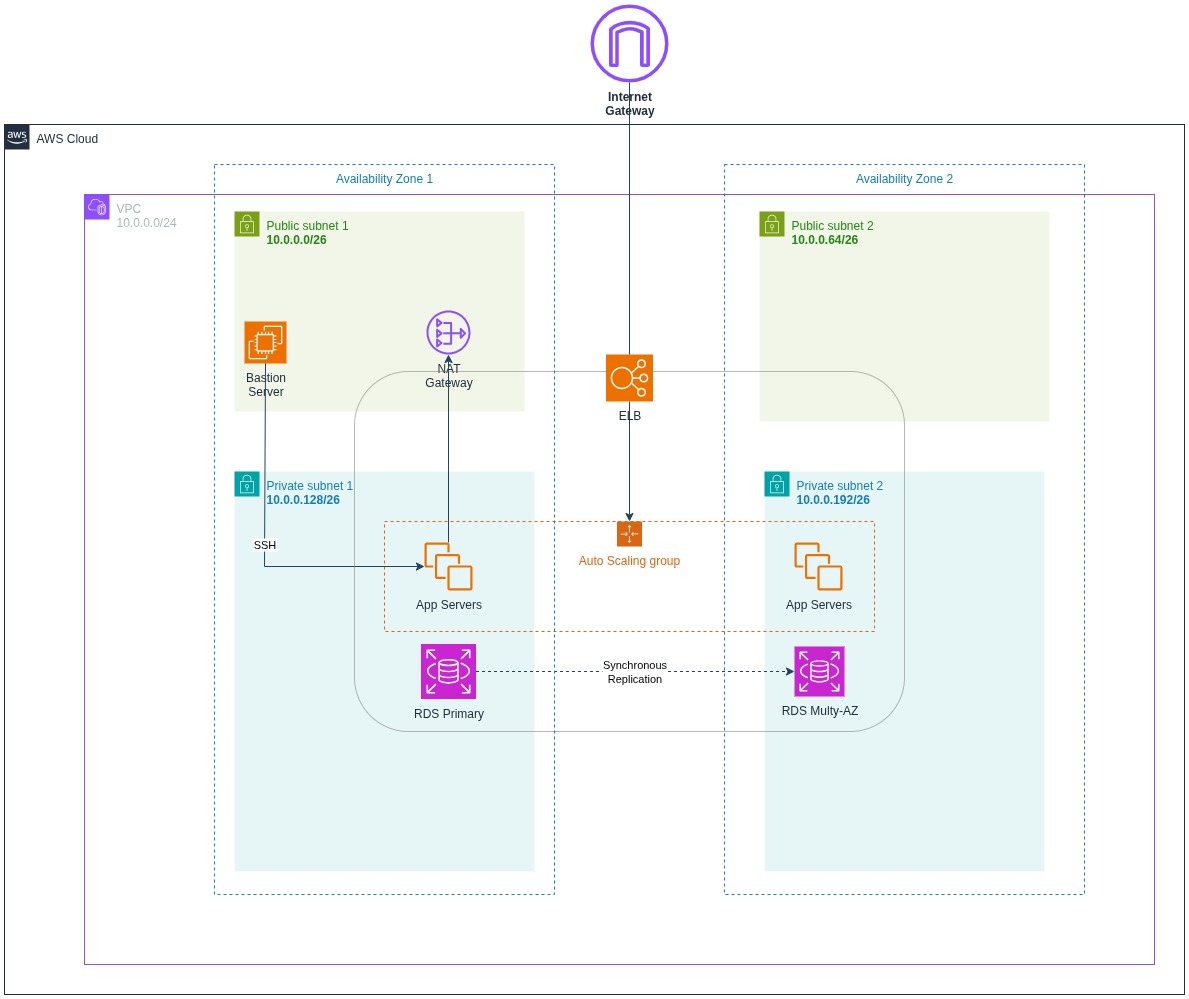 Internet
Gateway
aws
AWS Cloud
Availability Zone 1
Availability Zone 2
VPC
10.0.0.0/24
Public subnet 1
10.0.0.0/26
Public subnet 2
10.0.0.64/26
Bastion
Server
NAT
Gateway
ELB
Private subnet 1
10.0.0.128/26
Private subnet 2
10.0.0.192/26
SSH
Auto Scaling group
App Servers
App Servers
Synchronous
Replication
RDS Primary
RDS Multy-AZ